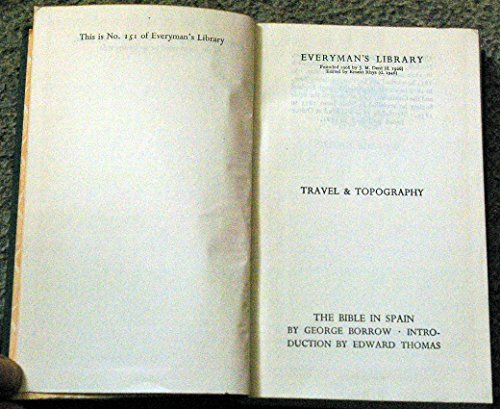 This is No. 151 of Everyman's Library
EVERYMAN'S LIBRARY
Founded 1906 by J. M. Dent (d. 1926)
Edited by Ernest Rhys (d. 1946)
TRAVEL & TOPOGRAPHY
THE BIBLE IN SPAIN
BY GEORGE BORROW · INTRO-
DUCTION BY EDWARD THOMAS